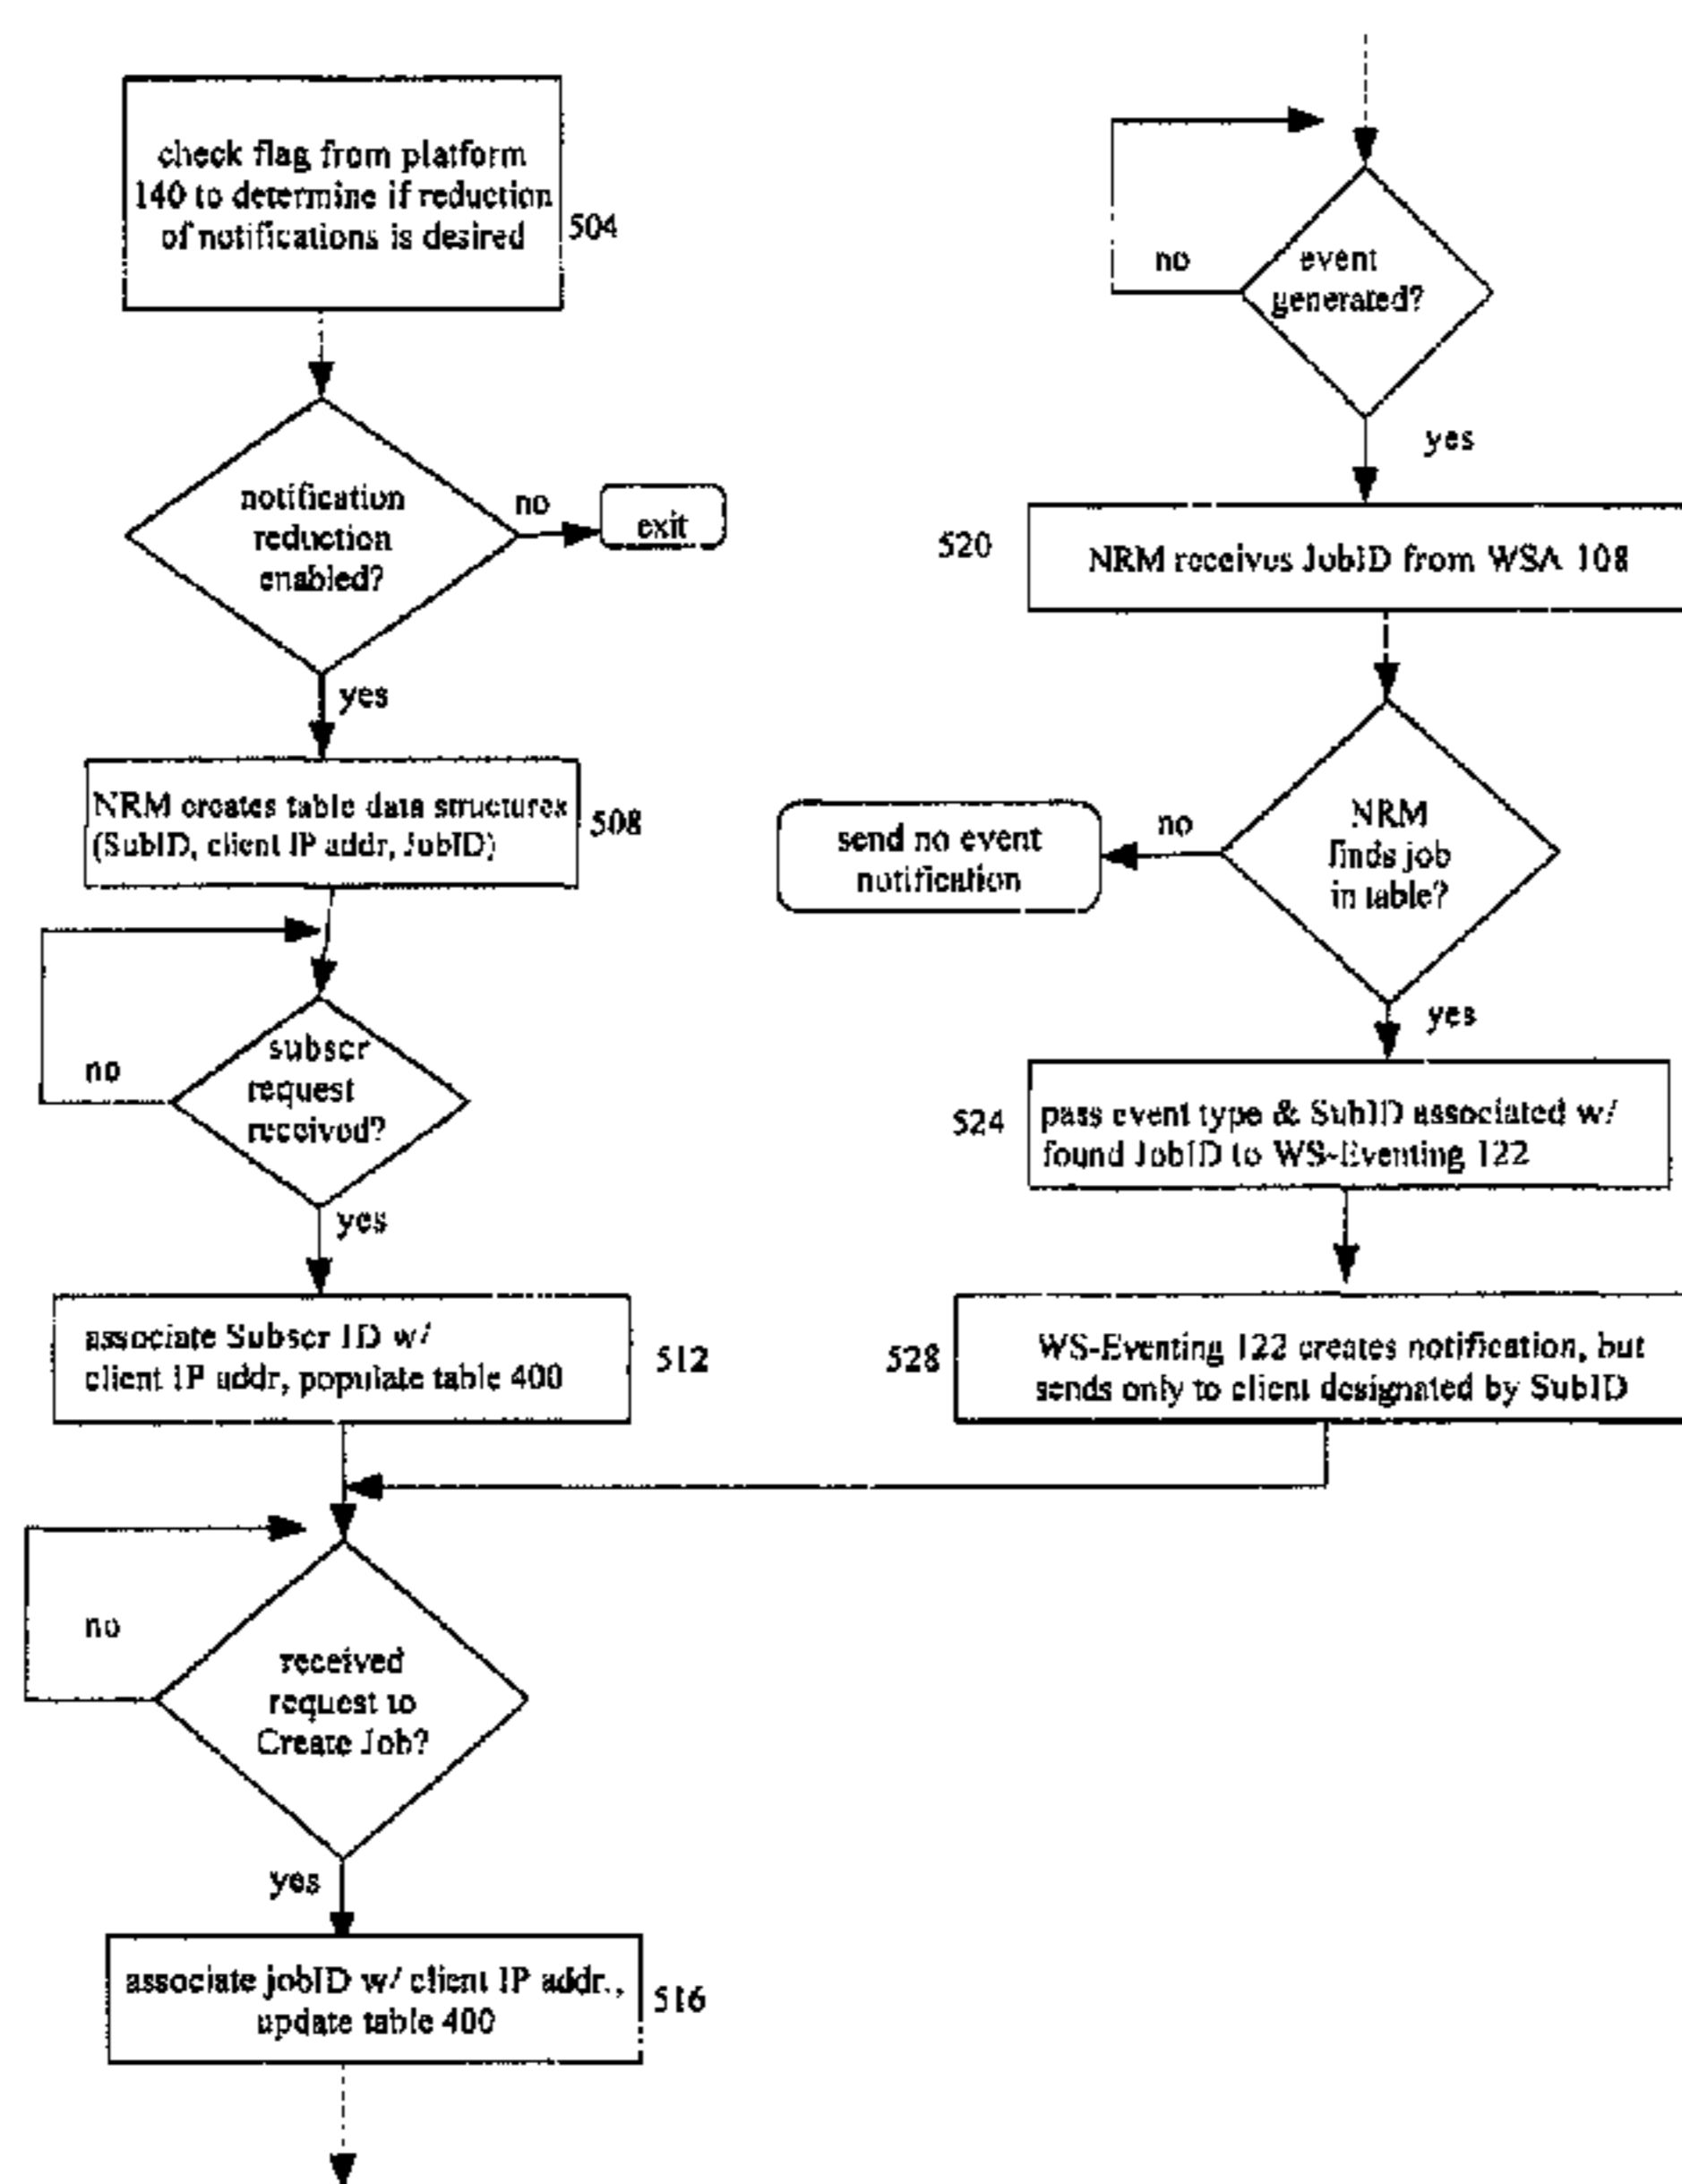 check flag from platform
140 to determine if reduction
of notifications is desired
504
notification
reduction
enabled?
no
exit
yes
NRM creates table data structures
(SubID, client IP addr, JobID)
508
subscr
request
received?
no
yes
associate Subscr ID w/
client IP addr, populate table 400
512
received
request to
Create Job?
no
yes
associate jobID w/ client IP addr.,
update table 400
516
event
generated?
no
yes
520
NRM receives JobID from WSA 108
NRM
finds job
in table?
no
send no event
notification
yes
524
pass event type & SubID associated w/
found JobID to WS-Eventing 122
528
WS-Eventing 122 creates notification, but
sends only to client designated by SubID